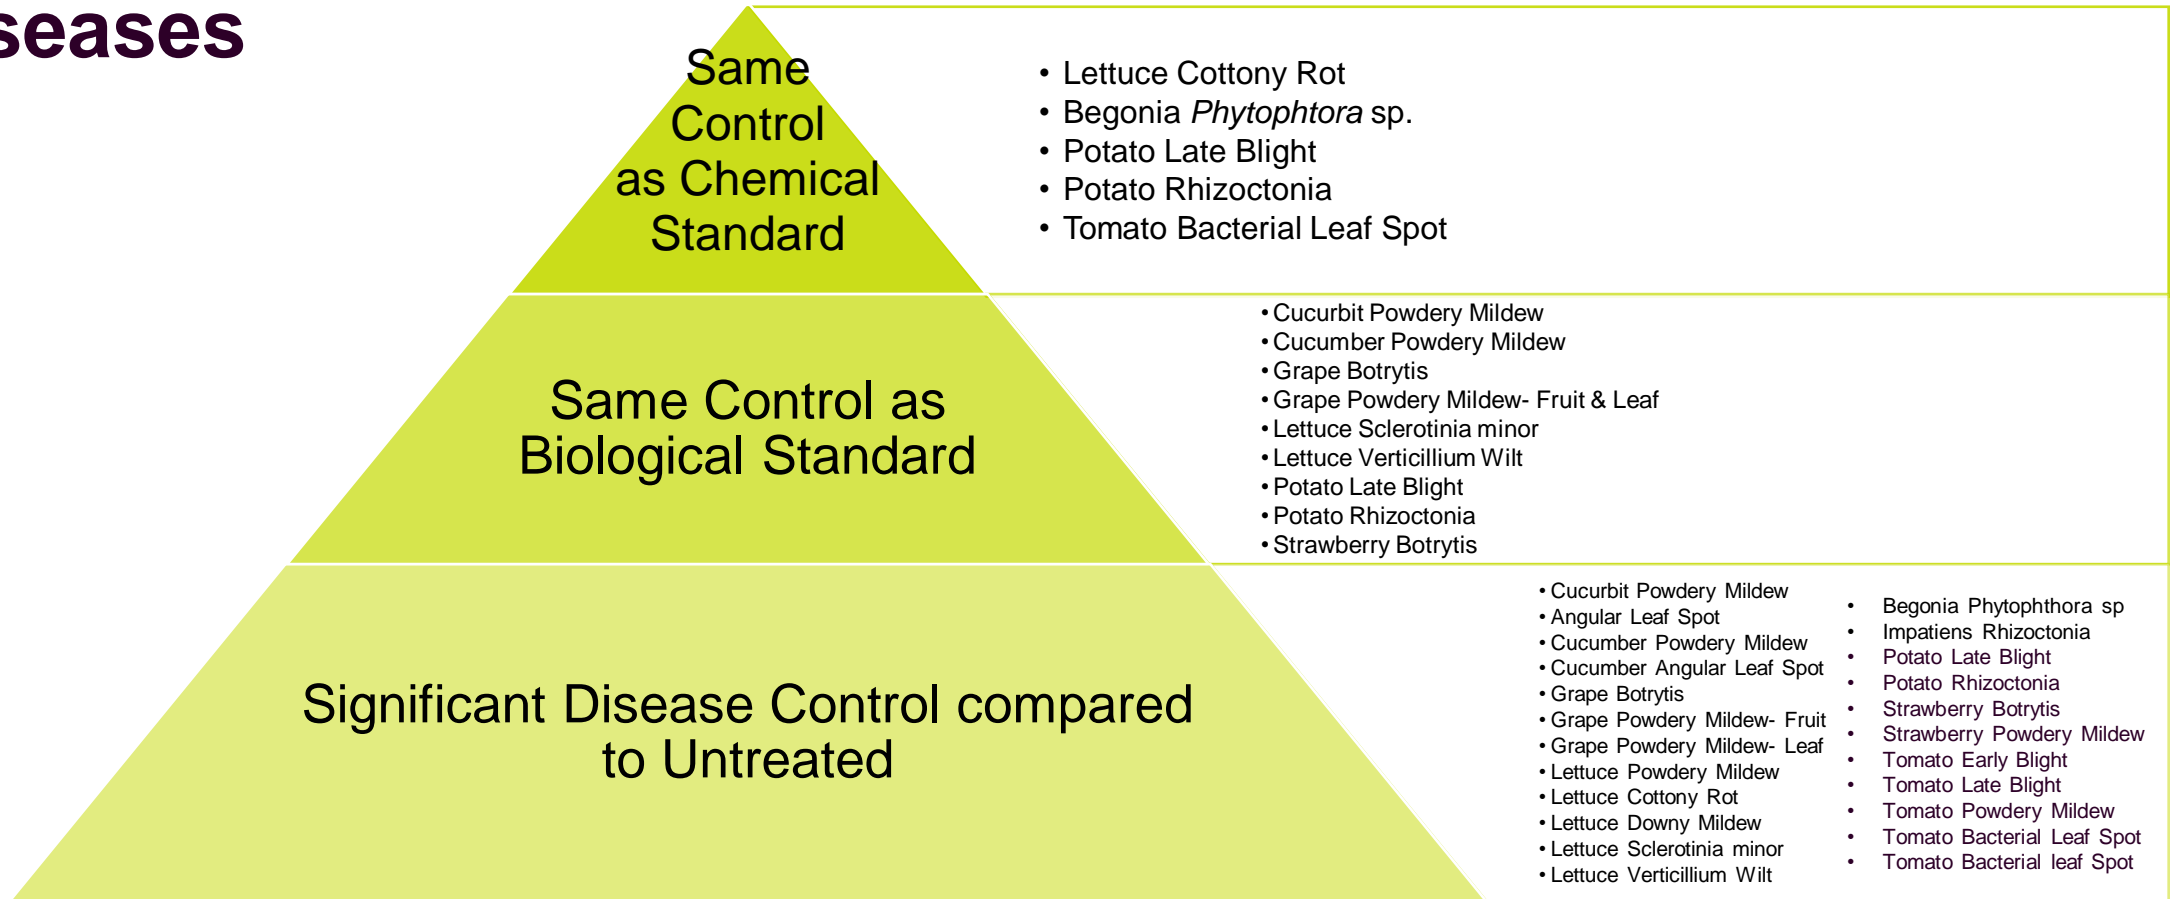 seases
Same
Control
as Chemical
Standard
• Lettuce Cottony Rot
• Begonia Phytophtora sp.
• Potato Late Blight
• Potato Rhizoctonia
• Tomato Bacterial Leaf Spot
Same Control as
Biological Standard
• Cucurbit Powdery Mildew
• Cucumber Powdery Mildew
• Grape Botrytis
• Grape Powdery Mildew- Fruit & Leaf
• Lettuce Sclerotinia minor
• Lettuce Verticillium Wilt
• Potato Late Blight
• Potato Rhizoctonia
• Strawberry Botrytis
Significant Disease Control compared
to Untreated
• Cucurbit Powdery Mildew
• Angular Leaf Spot
• Cucumber Powdery Mildew
• Cucumber Angular Leaf Spot
• Grape Botrytis
• Grape Powdery Mildew- Fruit
• Grape Powdery Mildew- Leaf
• Lettuce Powdery Mildew
• Lettuce Cottony Rot
• Lettuce Downy Mildew
• Lettuce Sclerotinia minor
• Lettuce Verticillium Wilt
• Begonia Phytophthora sp
• Impatiens Rhizoctonia
• Potato Late Blight
• Potato Rhizoctonia
• Strawberry Botrytis
• Strawberry Powdery Mildew
• Tomato Early Blight
• Tomato Late Blight
• Tomato Powdery Mildew
• Tomato Bacterial Leaf Spot
• Tomato Bacterial leaf Spot